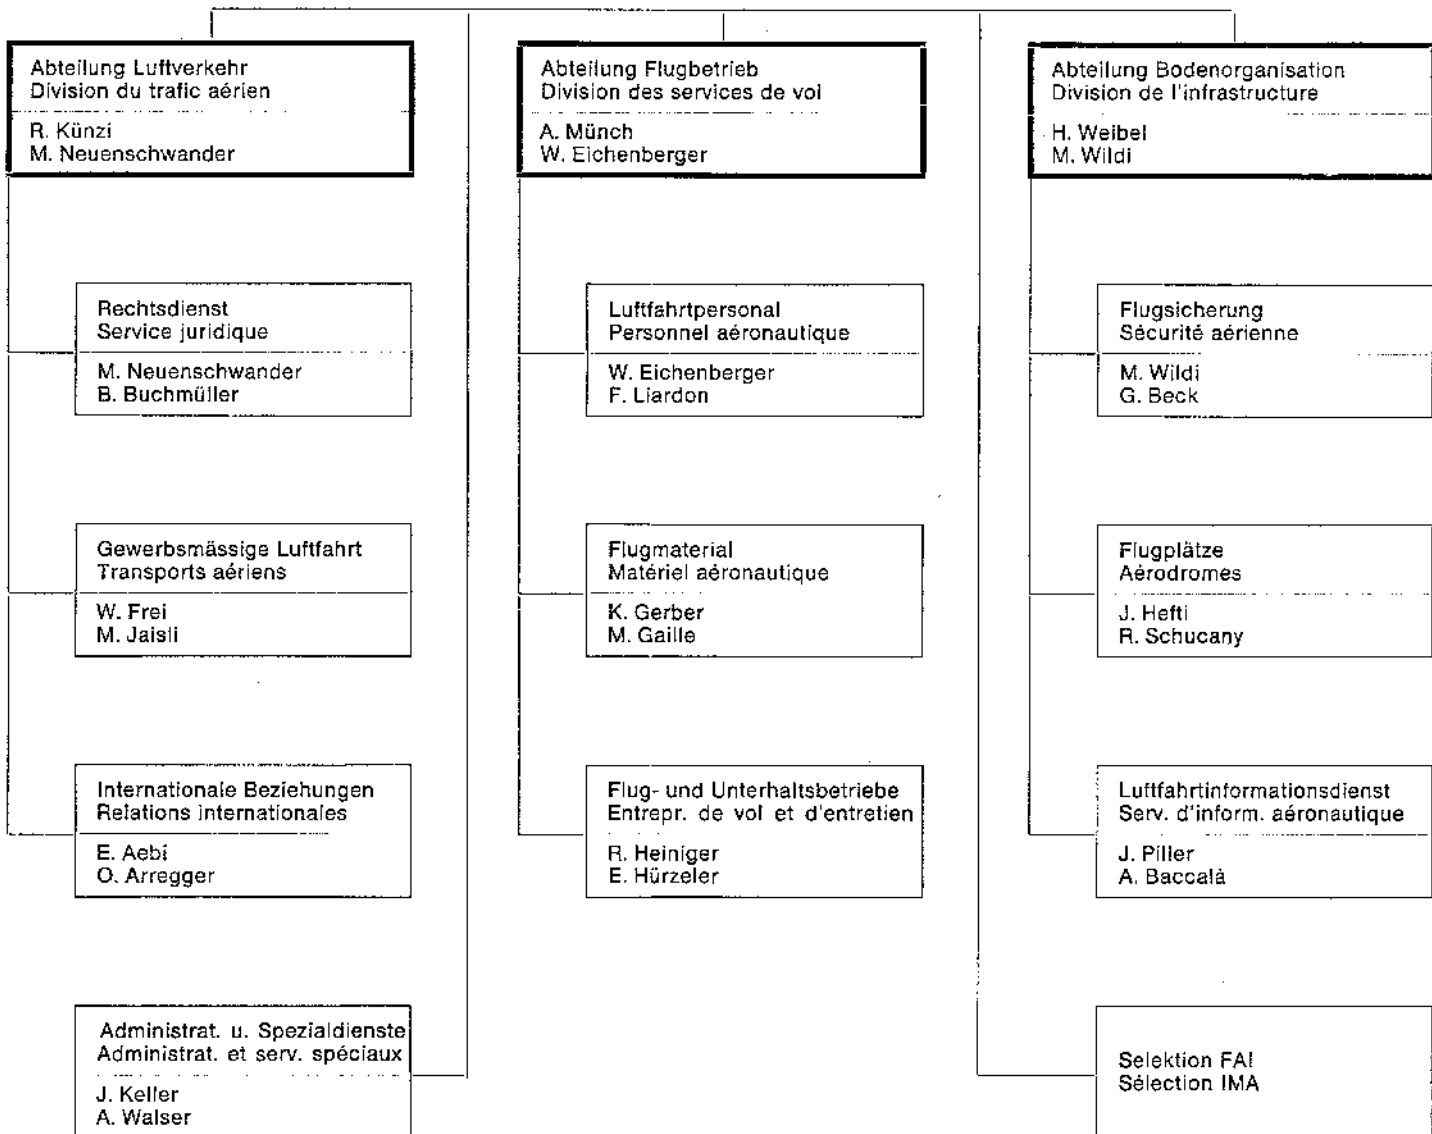 Abteilung Luftverkehr
Division du trafic aérien
R. Künzi
M. Neuenschwander
Abteilung Flugbetrieb
Division des services de vol
A. Münch
W. Eichenberger
Abteilung Bodenorganisation
Division de l'infrastructure
H. Weibel
M. Wildi
Rechtsdienst
Service juridique
M. Neuenschwander
B. Buchmüller
Luftfahrtpersonal
Personnel aéronautique
W. Eichenberger
F. Liardon
Flugsicherung
Sécurité aérienne
M. Wildi
G. Beck
Gewerbsmässige Luftfahrt
Transports aériens
W. Frei
M. Jaisli
Flugmaterial
Matériel aéronautique
K. Gerber
M. Gaille
Flugplätze
Aérodromes
J. Hefti
R. Schucany
Internationale Beziehungen
Relations internationales
E. Aebi
O. Arregger
Flug- und Unterhaltsbetriebe
Entrepr. de vol et d'entretien
R. Heiniger
E. Hürzeler
Luftfahrtinformationsdienst
Serv. d'inform. aéronautique
J. Piller
A. Baccalà
Administrat. u. Spezialdienste
Administrat. et serv. spéciaux
J. Keller
A. Walser
Selektion FAI
Sélection IMA